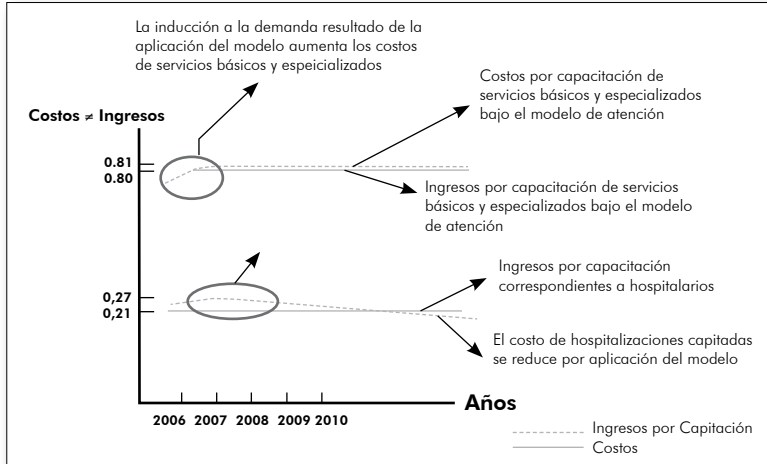 La inducción a la demanda resultado de la
aplicación del modelo aumenta los costos
de servicios básicos y espeicializados
Costos por capacitación de
servicios básicos y especializados
bajo el modelo de atención
Costos ≠ Ingresos
0.81
0.80
Ingresos por capacitación de servicios
básicos y especializados bajo el modelo
de atención
Ingresos por capacitación
correspondientes a hospitalarios
0,27
0,21
El costo de hospitalizaciones capitadas
se reduce por aplicación del modelo
Años
2006 2007 2008 2009 2010
Ingresos por Capitación
Costos